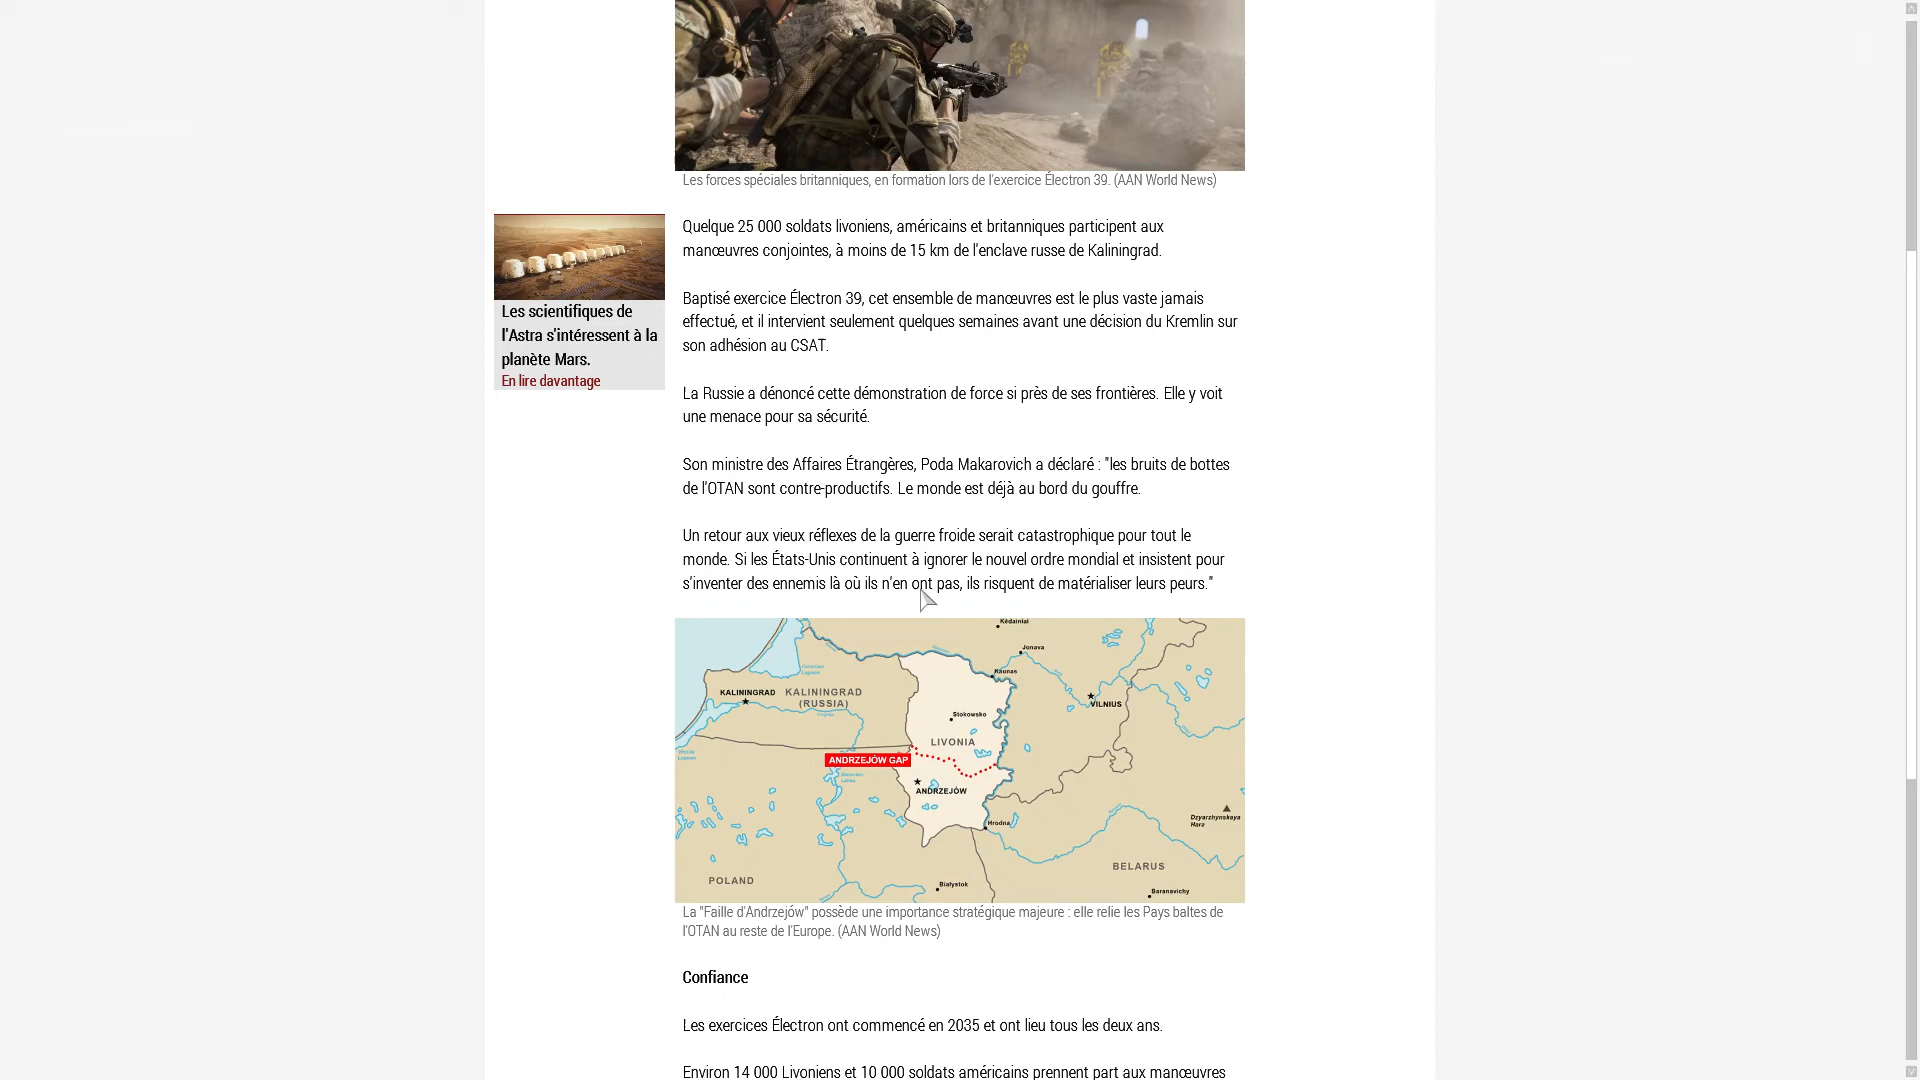 Les forces spéciales britanniques, en formation lors de l'exercice Électron 39. (AAN World News)
Les scientifiques de
l'Astra s'intéressent à la
planète Mars.
En lire davantage
Quelque 25 000 soldats livoniens, américains et britanniques participent aux
manœuvres conjointes, à moins de 15 km de l'enclave russe de Kaliningrad.
Baptisé exercice Électron 39, cet ensemble de manœuvres est le plus vaste jamais
effectué, et il intervient seulement quelques semaines avant une décision du Kremlin sur
son adhésion au CSAT.
La Russie a dénoncé cette démonstration de force si près de ses frontières. Elle y voit
une menace pour sa sécurité.
Son ministre des Affaires Étrangères, Poda Makarovich a déclaré : "les bruits de bottes
de l'OTAN sont contre-productifs. Le monde est déjà au bord du gouffre.
Un retour aux vieux réflexes de la guerre froide serait catastrophique pour tout le
monde. Si les États-Unis continuent à ignorer le nouvel ordre mondial et insistent pour
s'inventer des ennemis là où ils n'en ont pas, ils risquent de matérialiser leurs peurs."
Kėdainiai
Jonava
Kaunas
Curonian
Lagoon
KALININGRAD
KALININGRAD
(RUSSIA)
VILNIUS
Stokowsko
LIVONIA
Vistula
Lagoon
ANDRZEJÓW GAP
Masurian
Lakes
ANDRZEJÓW
Hrodna
Dzyarzhynskaya
Hara
BELARUS
POLAND
Białystok
Baranavichy
La "Faille d'Andrzejów" possède une importance stratégique majeure : elle relie les Pays baltes de
l'OTAN au reste de l'Europe. (AAN World News)
Confiance
Les exercices Électron ont commencé en 2035 et ont lieu tous les deux ans.
Environ 14 000 Livoniens et 10 000 soldats américains prennent part aux manœuvres